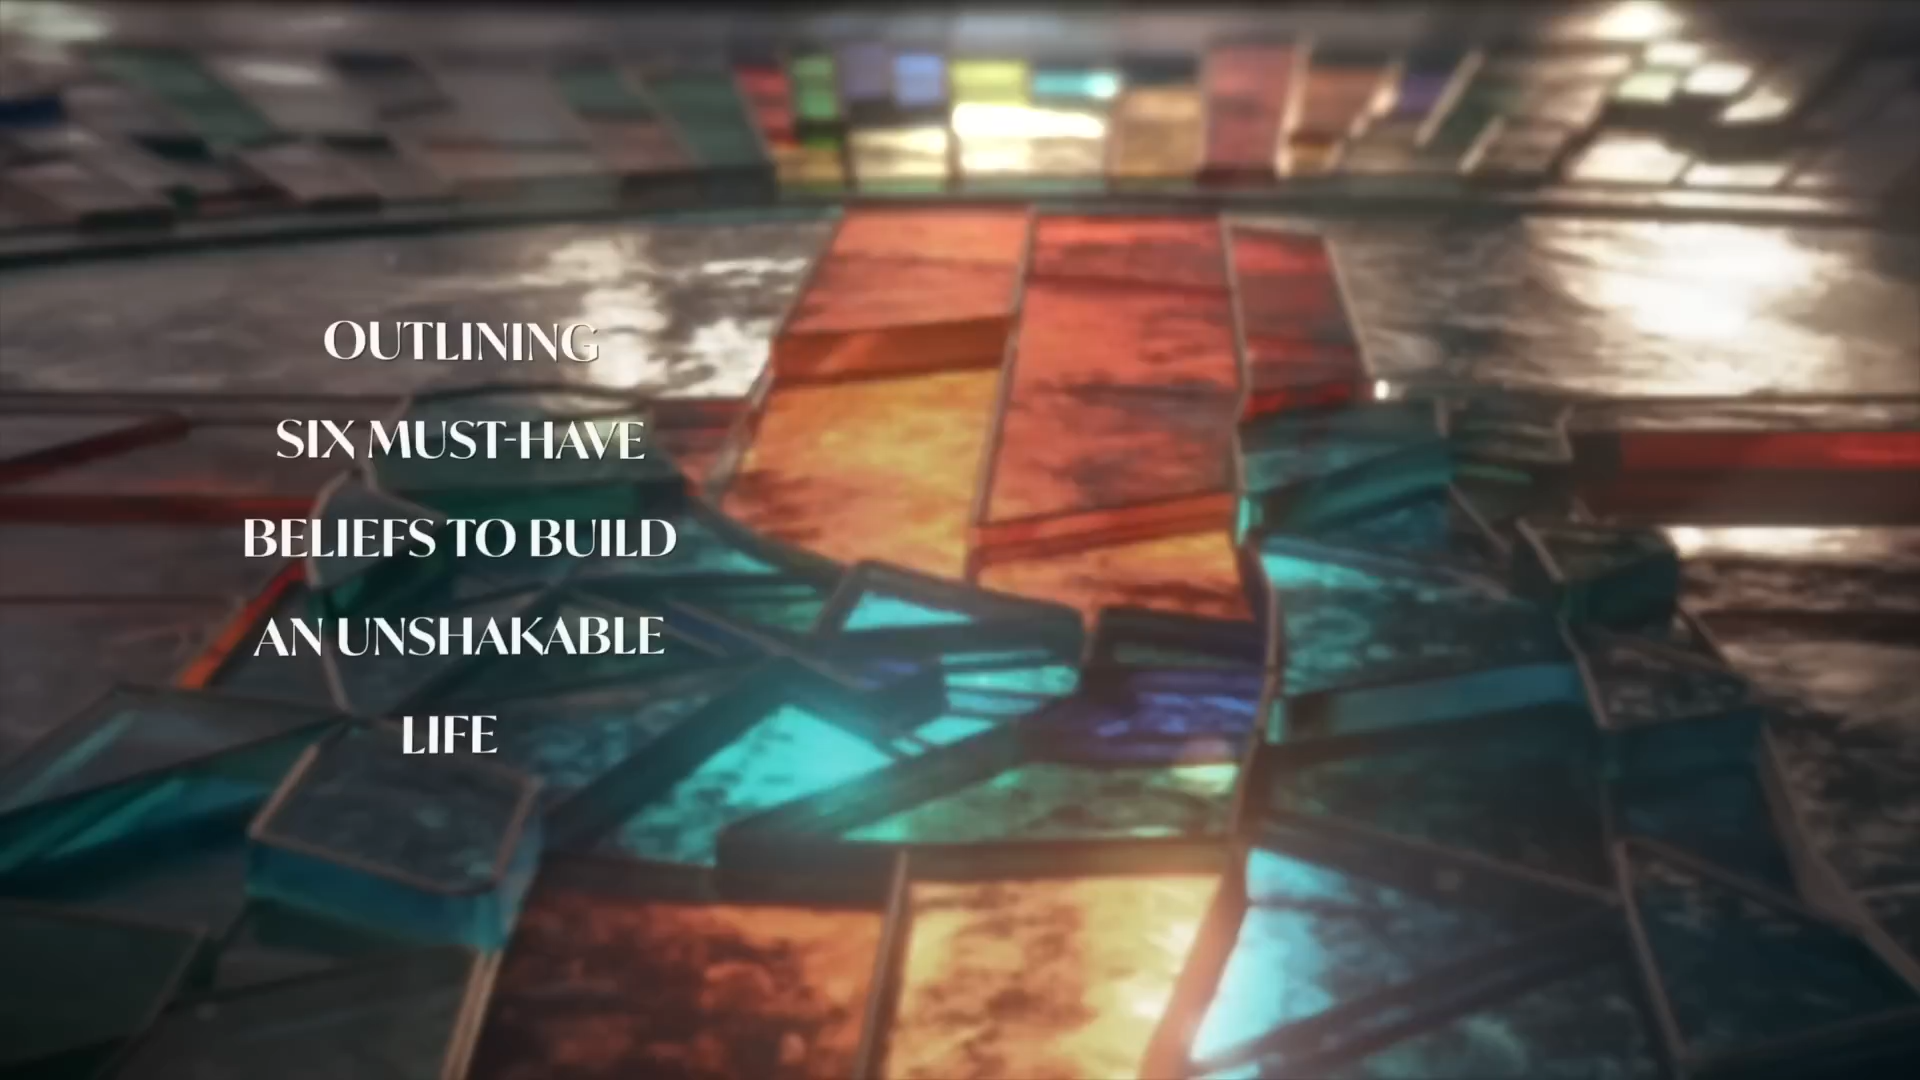 OUTLINING
SIX MUST-HAVE
BELIEFS TO BUILD
AN UNSHAKABLE
LIFE